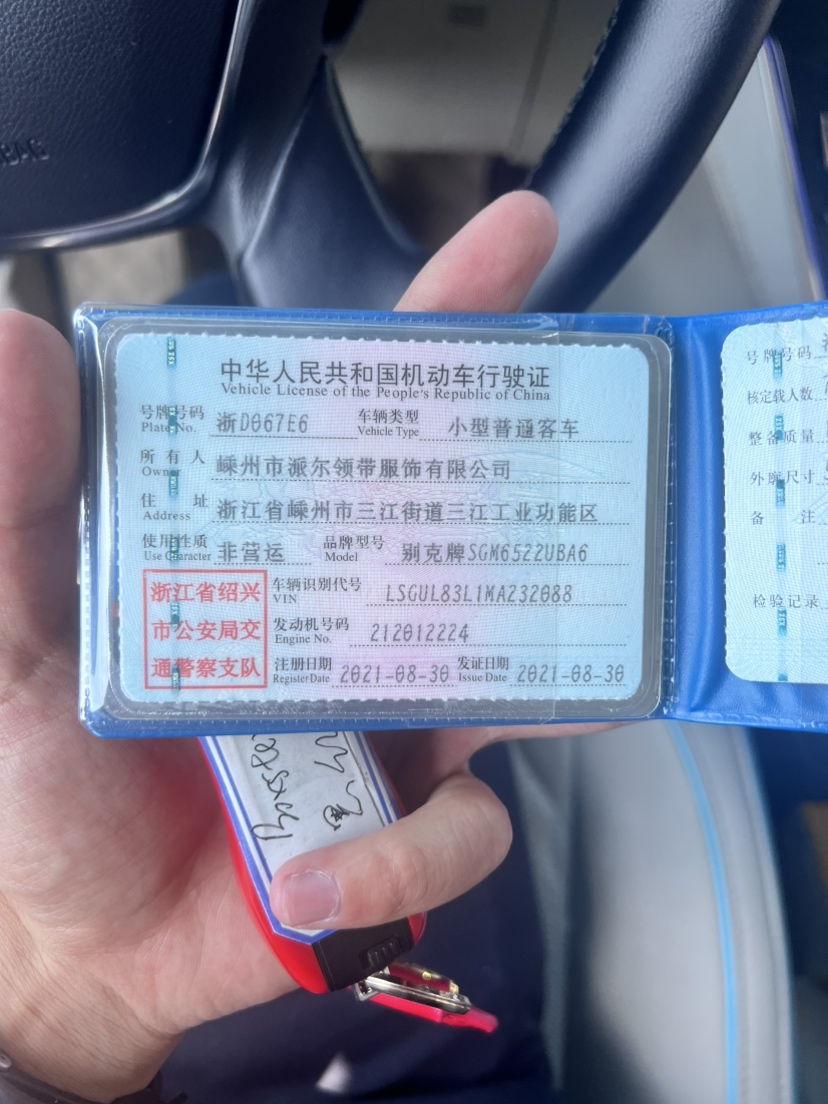 中华人民共和国机动车行驶证
Vehicle License of the People's Republic of China
号牌号码 浙D067E6 车辆类型 小型普通客车
Plate No. Vehicle Type
所有人 嵊州市派尔领带服饰有限公司
Owner
住址 浙江省嵊州市三江街道三江工业功能区
Address
使用性质 非营运 品牌型号 别克牌SGM6522UBA6
Use Character Model
浙江省绍兴
市公安局交
通警察支队
车辆识别代号 LSGUL83L1MA232088
VIN
发动机号码 212012224
Engine No.
注册日期 2021-08-30 发证日期 2021-08-30
Register Date Issue Date
号牌号码
核定载人数
整备质量
外廓尺寸
备注
检验记录